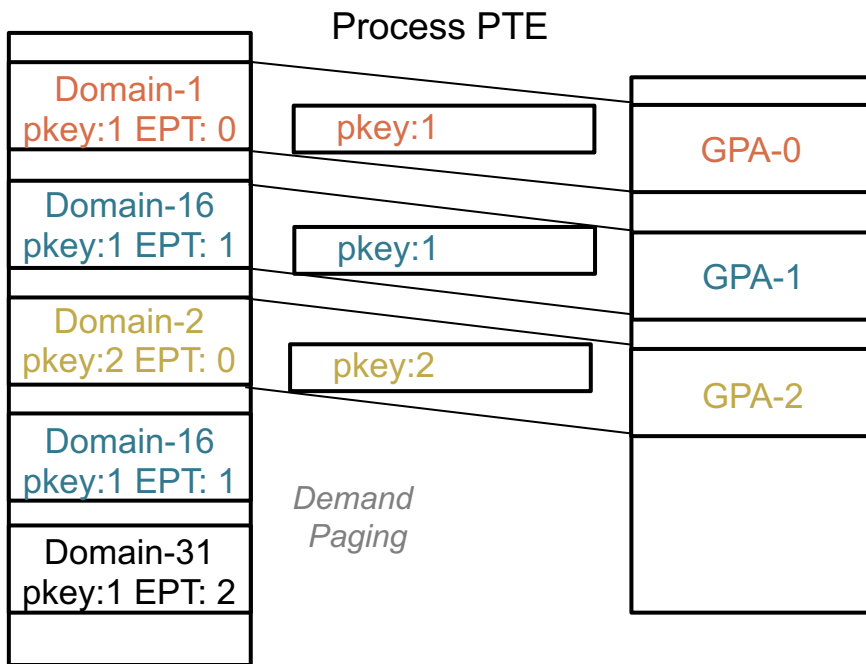 Process PTE
Domain-1
pkey:1 EPT: 0
pkey:1
GPA-0
Domain-16
pkey:1 EPT: 1
pkey:1
GPA-1
Domain-2
pkey:2 EPT: 0
pkey:2
GPA-2
Domain-16
pkey:1 EPT: 1
Demand
Paging
Domain-31
pkey:1 EPT: 2